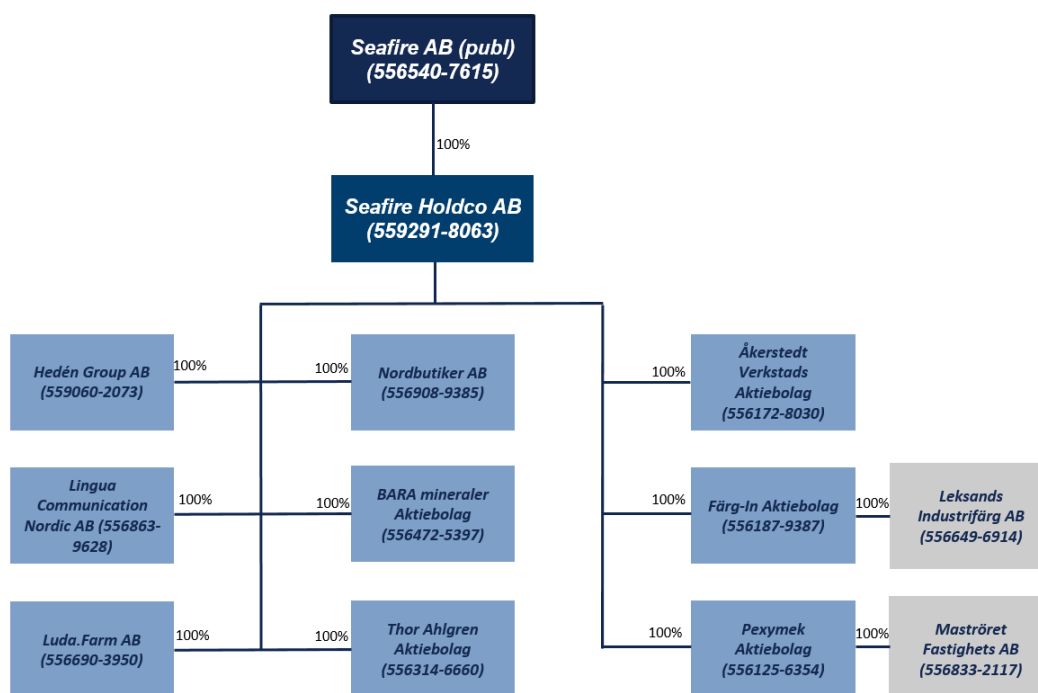 Seafire AB (publ)
(556540-7615)
100%
Seafire Holdco AB
(559291-8063)
Hedén Group AB
(559060-2073)
100%
100%
Nordbutiker AB
(556908-9385)
100%
Åkerstedt
Verkstads
Aktiebolag
(556172-8030)
Lingua
Communication
Nordic AB (556863-
9628)
100%
100%
BARA mineraler
Aktiebolag
(556472-5397)
100%
Färg-In Aktiebolag
(556187-9387)
100%
Leksands
Industrifärg AB
(556649-6914)
Luda.Farm AB
(556690-3950)
100%
100%
Thor Ahlgren
Aktiebolag
(556314-6660)
100%
Pexymek
Aktiebolag
(556125-6354)
100%
Maströret
Fastighets AB
(556833-2117)